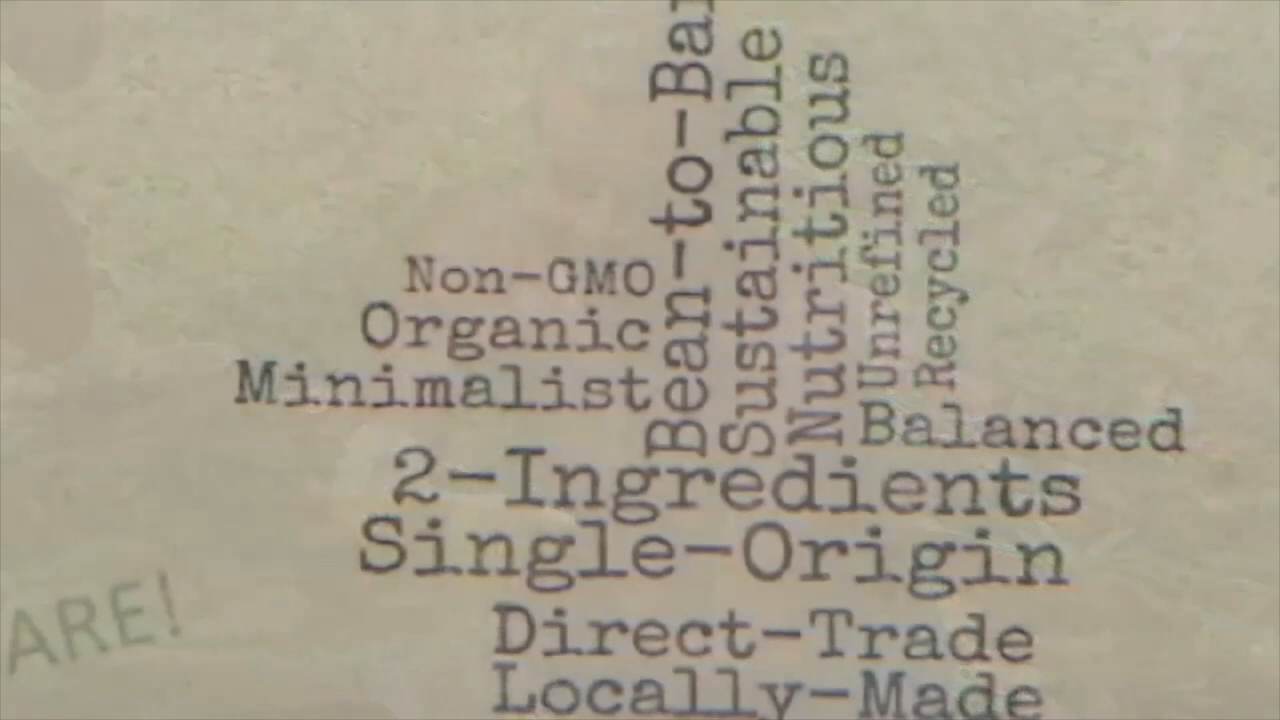 Bean-to-Bar
Sustainable
Nutritious
Unrefined
Recycled
Non-GMO
Organic
Minimalist
Balanced
2-Ingredients
Single-Origin
ARE!
Direct-Trade
Locally-Made